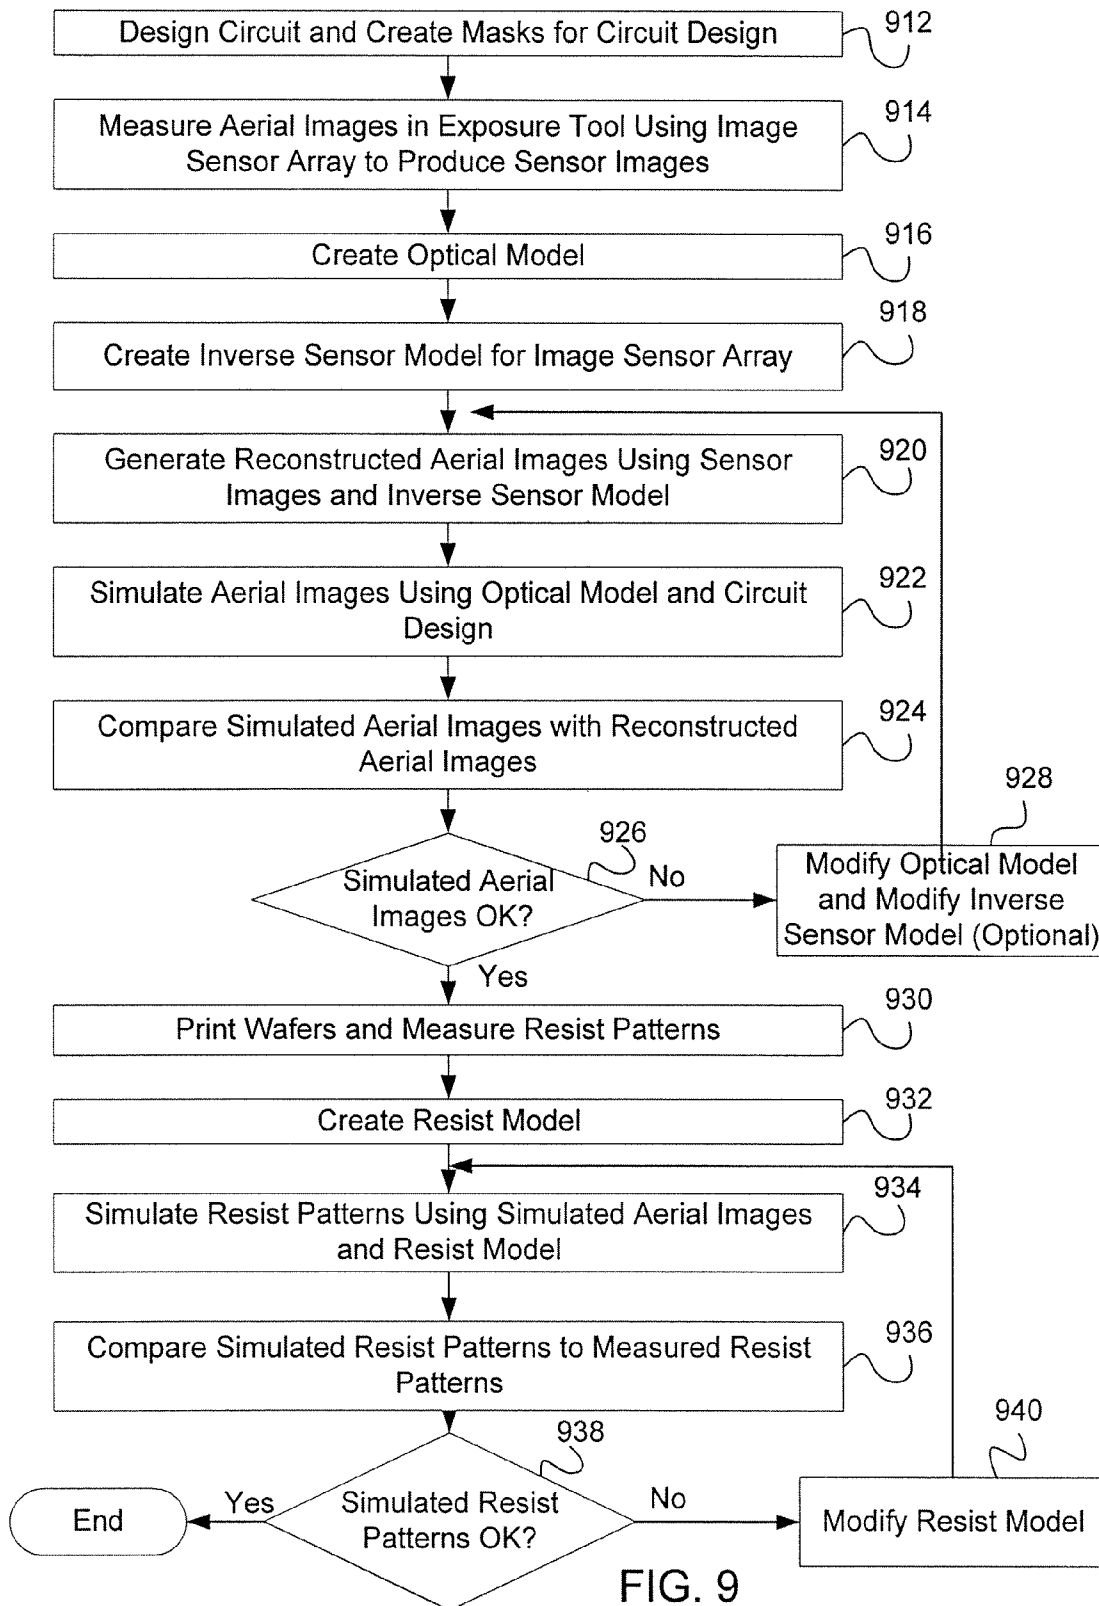 Design Circuit and Create Masks for Circuit Design
912
Measure Aerial Images in Exposure Tool Using Image
Sensor Array to Produce Sensor Images
914
Create Optical Model
916
Create Inverse Sensor Model for Image Sensor Array
918
Generate Reconstructed Aerial Images Using Sensor
Images and Inverse Sensor Model
920
Simulate Aerial Images Using Optical Model and Circuit
Design
922
Compare Simulated Aerial Images with Reconstructed
Aerial Images
924
Simulated Aerial
Images OK?
926
No
Modify Optical Model
and Modify Inverse
Sensor Model (Optional)
928
Yes
Print Wafers and Measure Resist Patterns
930
Create Resist Model
932
Simulate Resist Patterns Using Simulated Aerial Images
and Resist Model
934
Compare Simulated Resist Patterns to Measured Resist
Patterns
936
Simulated Resist
Patterns OK?
938
Yes
End
No
Modify Resist Model
940
FIG. 9